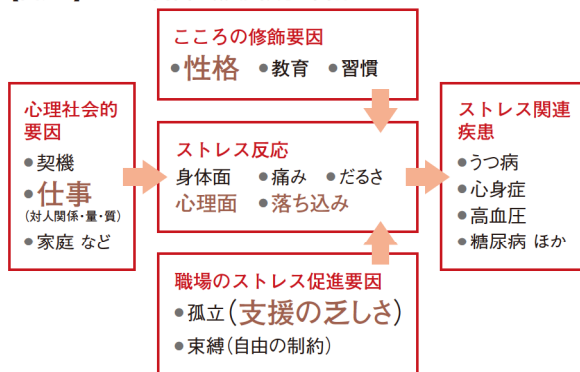 こころの修飾要因
●性格 ●教育 ●習慣
心理社会的
要因
●契機
●仕事
(対人関係・量・質)
●家庭 など
ストレス反応
身体面 ●痛み ●だるさ
心理面 ●落ち込み
職場のストレス促進要因
●孤立(支援の乏しさ)
●束縛(自由の制約)
ストレス関連
疾患
●うつ病
●心身症
●高血圧
●糖尿病 ほか